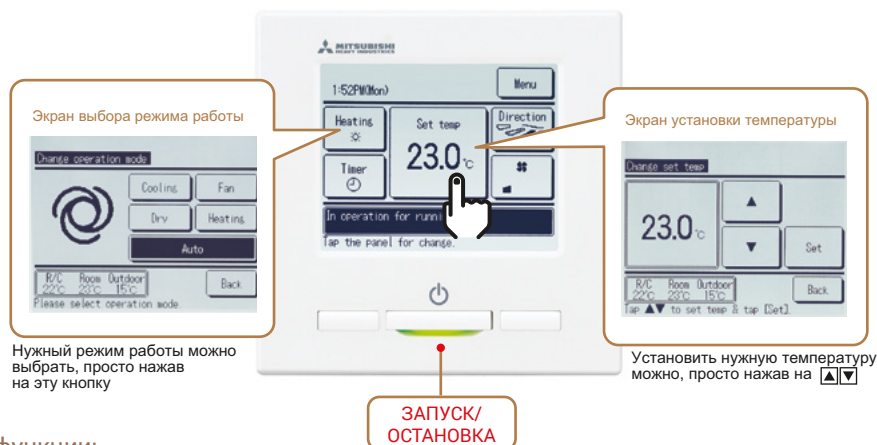 MITSUBISHI
HEAVY INDUSTRIES
1:52PM(Mon)
Menu
Heating
Set temp
Direction
23.0°C
Timer
In operation for runni
Tap the panel for change.
Экран выбора режима работы
Change operation mode
Cooling
Fan
Dry
Heating
Auto
R/C Room Outdoor
22°C 23°C 15°C
Back
Please select operation mode.
Нужный режим работы можно
выбрать, просто нажав
на эту кнопку
Экран установки температуры
Change set temp
23.0°C
▲
▼
Set
R/C Room Outdoor
22°C 23°C 15°C
Back
Tap ▲▼ to set temp & tap [Set].
Установить нужную температуру
можно, просто нажав на ▲▼
ЗАПУСК/
ОСТАНОВКА